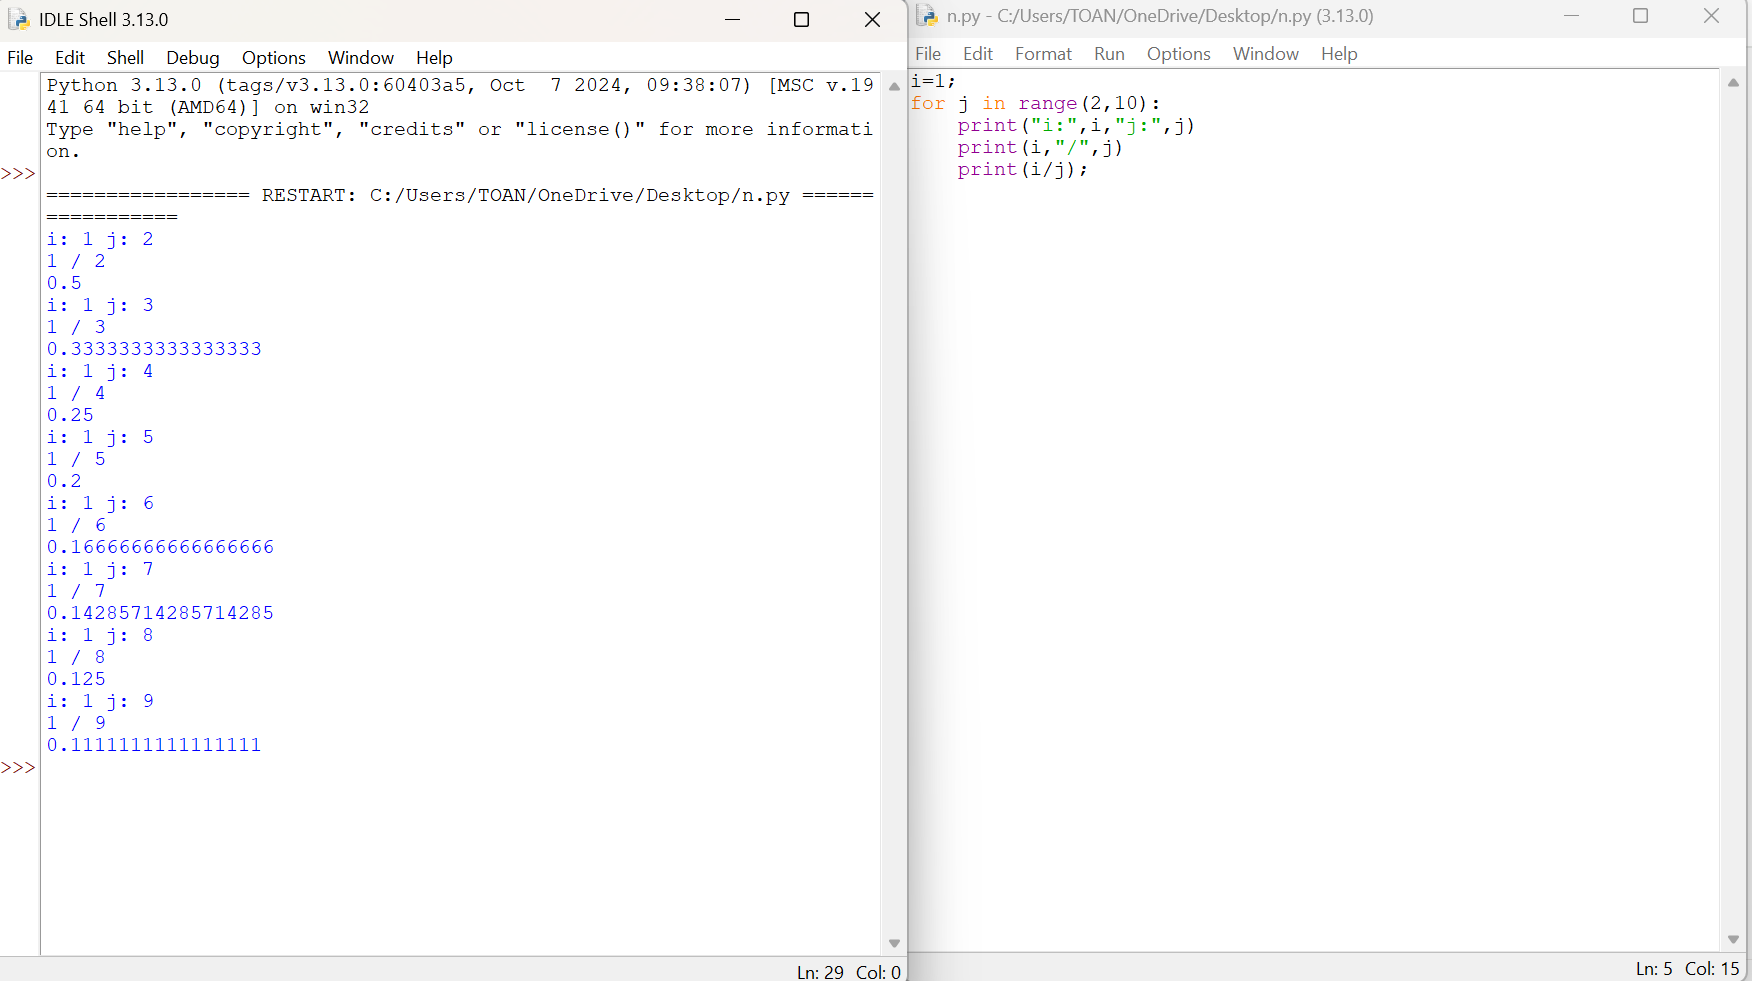 IDLE Shell 3.13.0
File Edit Shell Debug Options Window Help
Python 3.13.0 (tags/v3.13.0:60403a5, Oct  7 2024, 09:38:07) [MSC v.19
41 64 bit (AMD64)] on win32
Type "help", "copyright", "credits" or "license()" for more informati
on.
>>>
================= RESTART: C:/Users/TOAN/OneDrive/Desktop/n.py ======
===========
i: 1 j: 2
1 / 2
0.5
i: 1 j: 3
1 / 3
0.3333333333333333
i: 1 j: 4
1 / 4
0.25
i: 1 j: 5
1 / 5
0.2
i: 1 j: 6
1 / 6
0.16666666666666666
i: 1 j: 7
1 / 7
0.14285714285714285
i: 1 j: 8
1 / 8
0.125
i: 1 j: 9
1 / 9
0.1111111111111111
>>>
Ln: 29 Col: 0
n.py - C:/Users/TOAN/OneDrive/Desktop/n.py (3.13.0)
File Edit Format Run Options Window Help
i=1;
for j in range(2,10):
    print("i:",i,"j:",j)
    print(i,"/",j)
    print(i/j);
Ln: 5 Col: 15